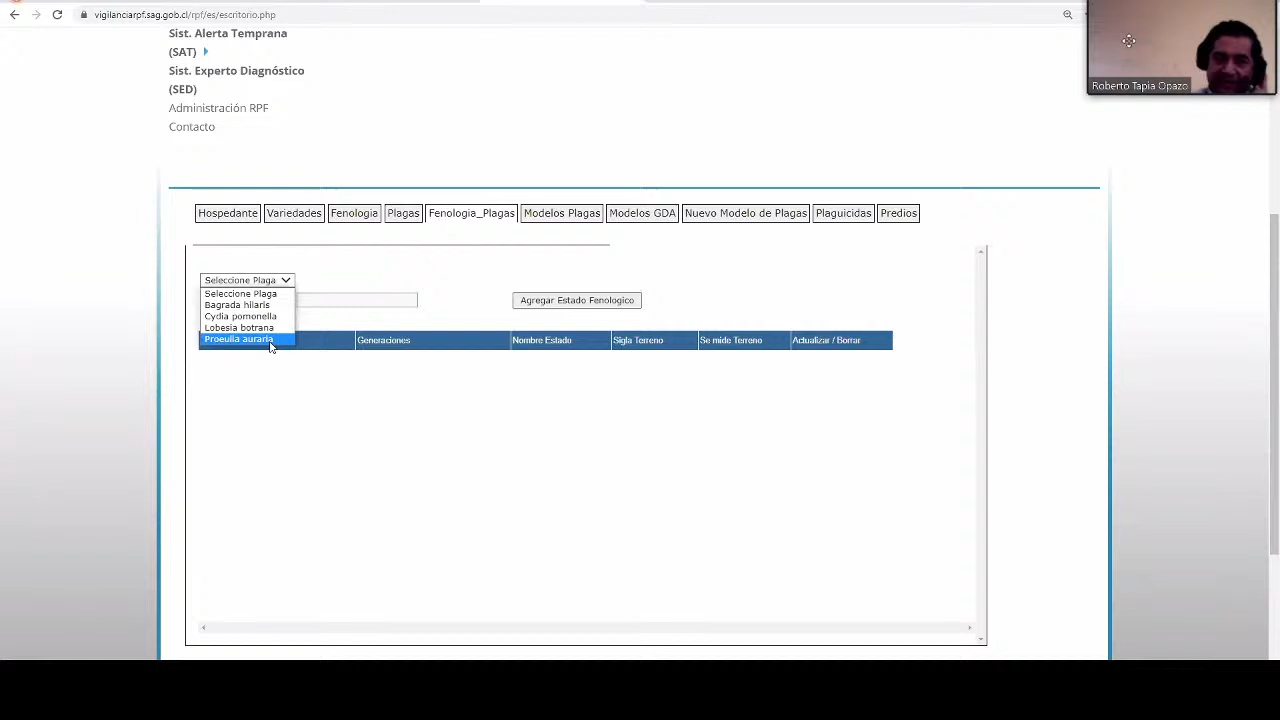 vigilanciarpf.sag.gob.cl/rpf/es/escritorio.php
Roberto Tapia Opazo
Sist. Alerta Temprana
(SAT)
Sist. Experto Diagnóstico
(SED)
Administración RPF
Contacto
Hospedante Variedades Fenologia Plagas Fenologia_Plagas Modelos Plagas Modelos GDA Nuevo Modelo de Plagas Plaguicidas Predios
Seleccione Plaga
Seleccione Plaga
Bagrada hilaris
Cydia pomonella
Lobesia botrana
Proeulia auraria
Agregar Estado Fenologico
Generaciones Nombre Estado Sigla Terreno Se mide Terreno Actualizar / Borrar